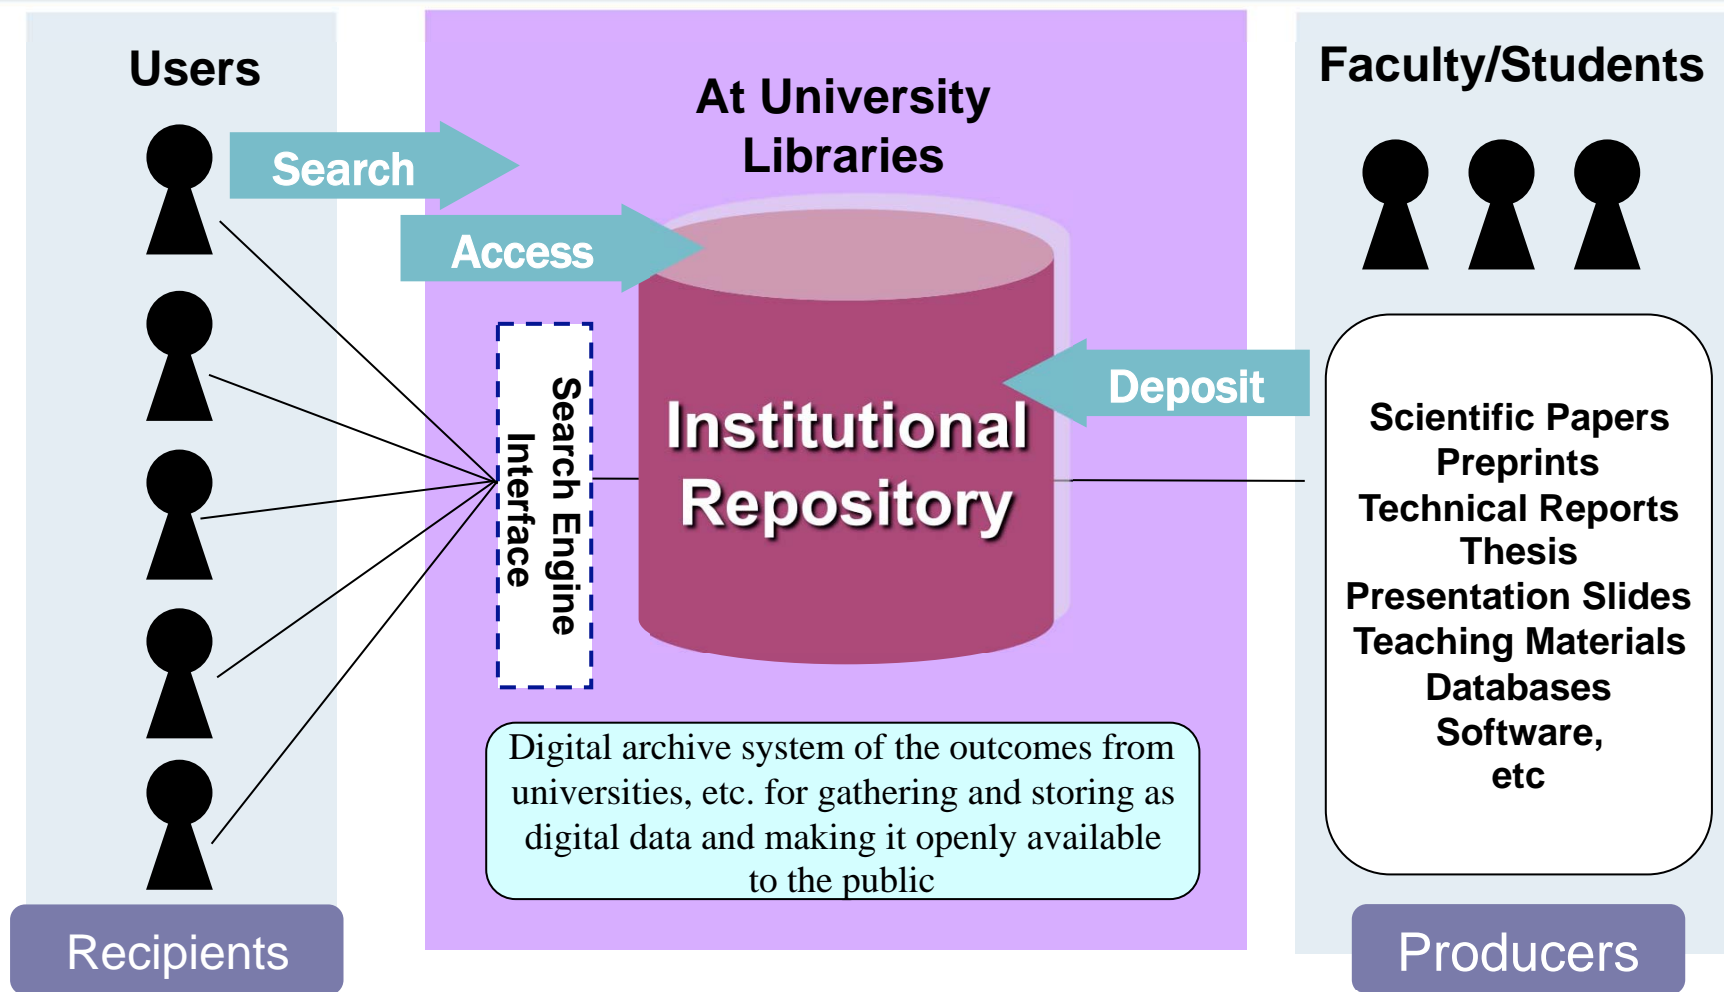 Users
Search
Access
At University
Libraries
Search Engine
Interface
Institutional
Repository
Deposit
Digital archive system of the outcomes from
universities, etc. for gathering and storing as
digital data and making it openly available
to the public
Faculty/Students
Scientific Papers
Preprints
Technical Reports
Thesis
Presentation Slides
Teaching Materials
Databases
Software,
etc
Recipients
Producers